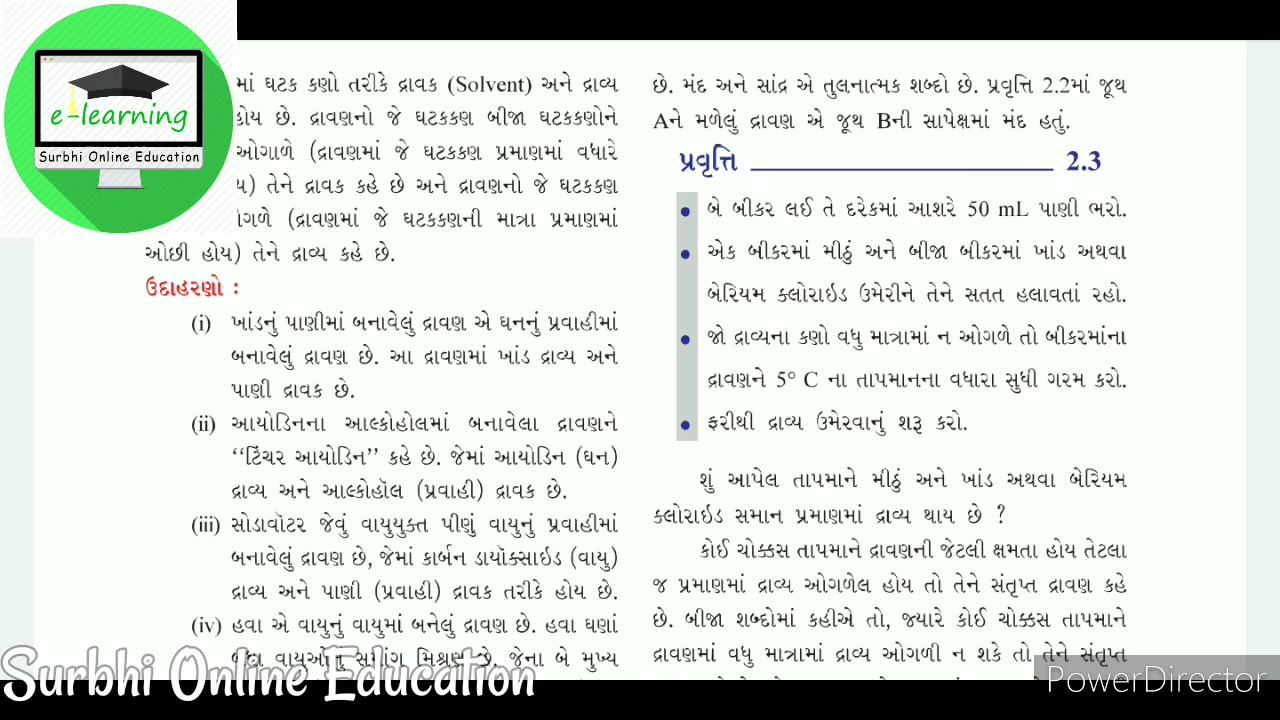 e-learning
Surbhi Online Education
માં ઘટક કણો તરીકે દ્રાવક (Solvent) અને દ્રાવ્ય
હોય છે. દ્રાવણનો જે ઘટકકણ બીજા ઘટકકણોને
ઓગાળે (દ્રાવણમાં જે ઘટકકણ પ્રમાણમાં વધારે
તેને દ્રાવક કહે છે અને દ્રાવણનો જે ઘટકકણ
(દ્રાવણમાં જે ઘટકકણની માત્રા પ્રમાણમાં
ઓછી હોય) તેને દ્રાવ્ય કહે છે.
ઉદાહરણો :
(i) ખાંડનું પાણીમાં બનાવેલું દ્રાવણ એ ઘનનું પ્રવાહીમાં
બનાવેલું દ્રાવણ છે. આ દ્રાવણમાં ખાંડ દ્રાવ્ય અને
પાણી દ્રાવક છે.
(ii) આયોડિનના આલ્કોહોલમાં બનાવેલા દ્રાવણને
‘‘ટિંચર આયોડિન’’ કહે છે. જેમાં આયોડિન (ઘન)
દ્રાવ્ય અને આલ્કોહૉલ (પ્રવાહી) દ્રાવક છે.
(iii) સોડાવૉટર જેવું વાયુયુક્ત પીણું વાયુનું પ્રવાહીમાં
બનાવેલું દ્રાવણ છે, જેમાં કાર્બન ડાયૉક્સાઇડ (વાયુ)
દ્રાવ્ય અને પાણી (પ્રવાહી) દ્રાવક તરીકે હોય છે.
(iv) હવા એ વાયુનું વાયુમાં બનેલું દ્રાવણ છે. હવા ઘણાં
બધા વાયુઓનું સમાંગ મિશ્રણ છે. જેના બે મુખ્ય
છે. મંદ અને સાંદ્ર એ તુલનાત્મક શબ્દો છે. પ્રવૃત્તિ 2.2માં જૂથ
Aને મળેલું દ્રાવણ એ જૂથ Bની સાપેક્ષમાં મંદ હતું.
પ્રવૃત્તિ 2.3
• બે બીકર લઈ તે દરેકમાં આશરે 50 mL પાણી ભરો.
• એક બીકરમાં મીઠું અને બીજા બીકરમાં ખાંડ અથવા
બેરિયમ ક્લોરાઇડ ઉમેરીને તેને સતત હલાવતાં રહો.
• જો દ્રાવ્યના કણો વધુ માત્રામાં ન ઓગળે તો બીકરમાંના
દ્રાવણને 5° C ના તાપમાનના વધારા સુધી ગરમ કરો.
• ફરીથી દ્રાવ્ય ઉમેરવાનું શરૂ કરો.
શું આપેલ તાપમાને મીઠું અને ખાંડ અથવા બેરિયમ
ક્લોરાઇડ સમાન પ્રમાણમાં દ્રાવ્ય થાય છે ?
કોઈ ચોક્કસ તાપમાને દ્રાવણની જેટલી ક્ષમતા હોય તેટલા
જ પ્રમાણમાં દ્રાવ્ય ઓગળેલ હોય તો તેને સંતૃપ્ત દ્રાવણ કહે
છે. બીજા શબ્દોમાં કહીએ તો, જ્યારે કોઈ ચોક્કસ તાપમાને
દ્રાવણમાં વધુ માત્રામાં દ્રાવ્ય ઓગળી ન શકે તો તેને સંતૃપ્ત
Surbhi Online Education
PowerDirector